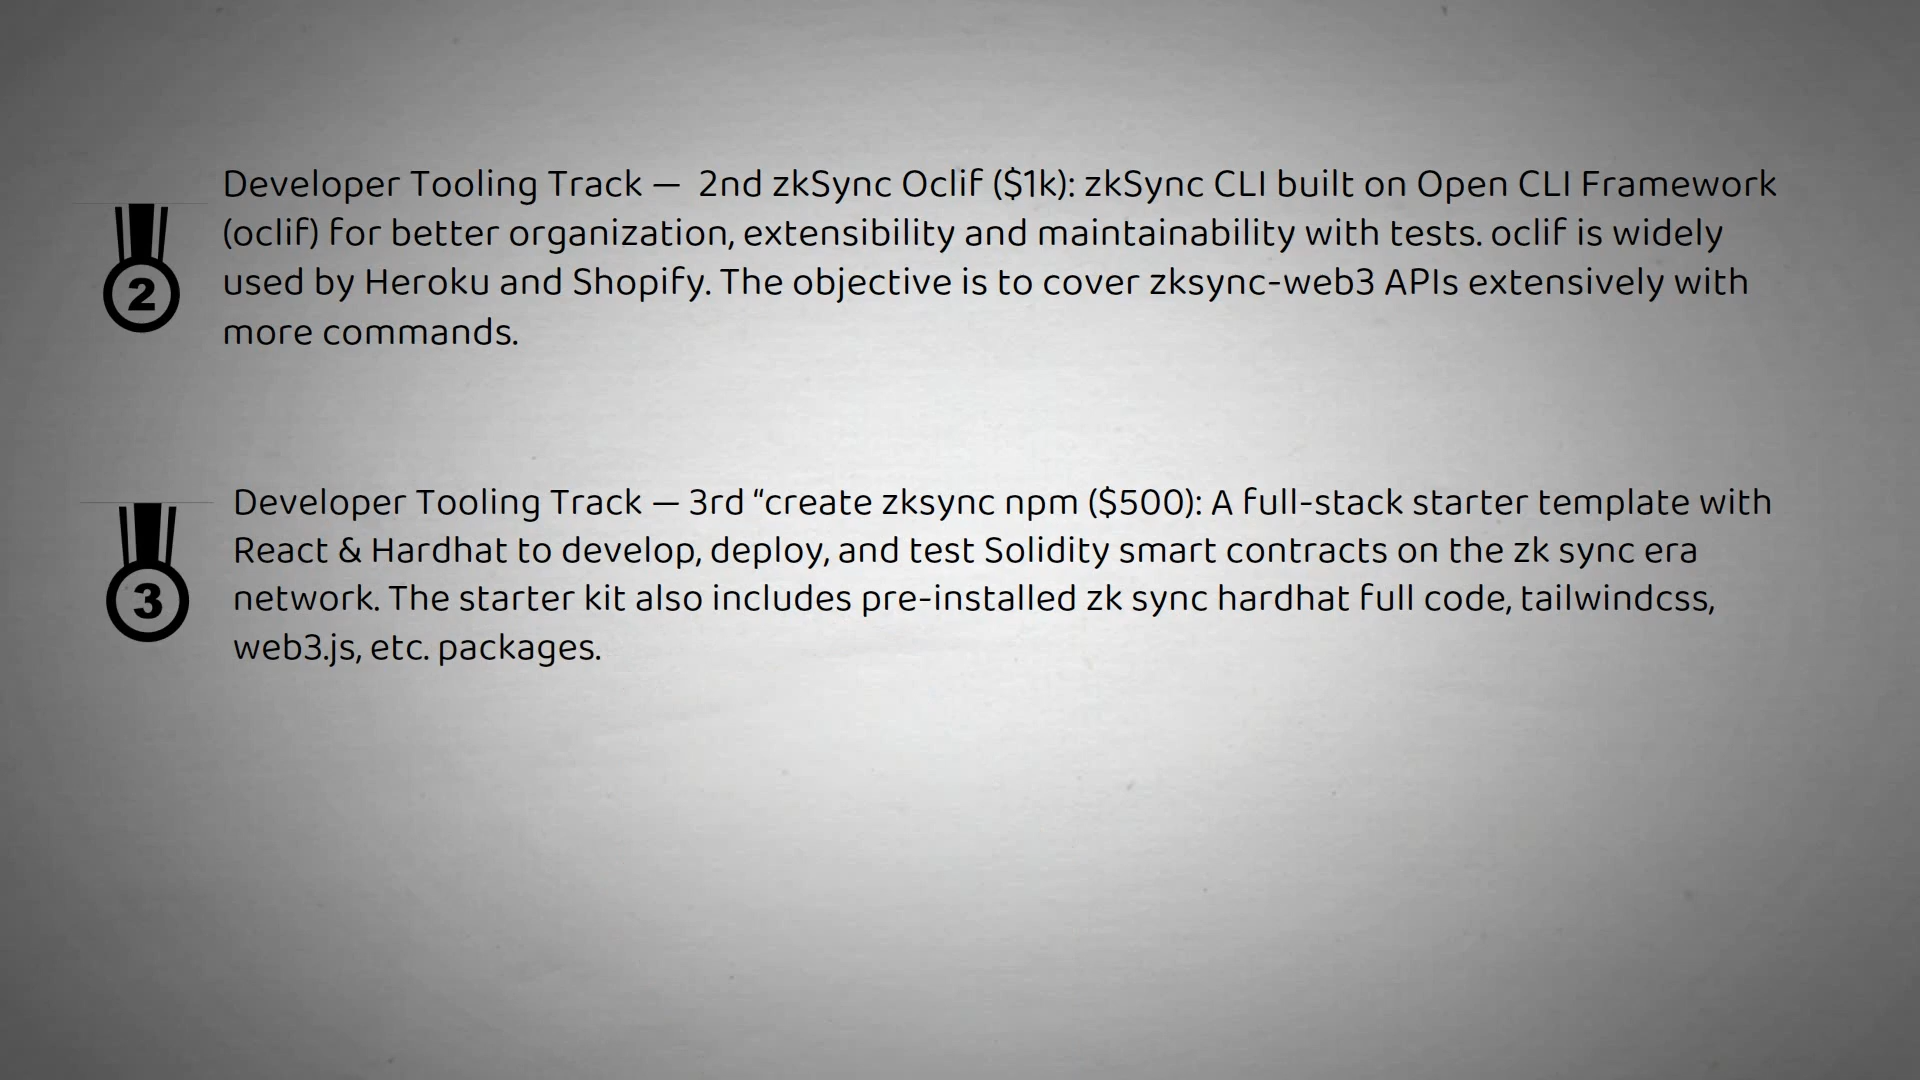 Developer Tooling Track — 2nd zkSync Oclif ($1k): zkSync CLI built on Open CLI Framework
(oclif) for better organization, extensibility and maintainability with tests. oclif is widely
used by Heroku and Shopify. The objective is to cover zksync-web3 APIs extensively with
more commands.
2
Developer Tooling Track — 3rd “create zksync npm ($500): A full-stack starter template with
React & Hardhat to develop, deploy, and test Solidity smart contracts on the zk sync era
network. The starter kit also includes pre-installed zk sync hardhat full code, tailwindcss,
web3.js, etc. packages.
3